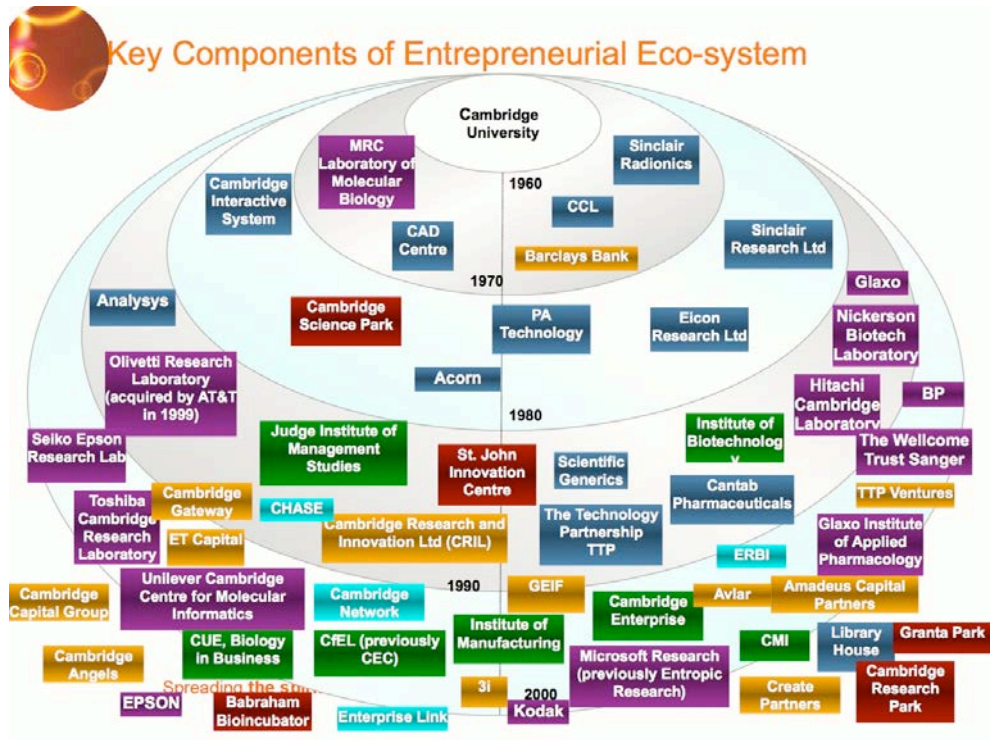 Key Components of Entrepreneurial Eco-system
Cambridge
University
MRC
Laboratory of
Molecular
Biology
Sinclair
Radionics
1960
Cambridge
Interactive
System
CCL
CAD
Centre
Sinclair
Research Ltd
Barclays Bank
1970
Glaxo
Analysys
Cambridge
Science Park
PA
Technology
Eicon
Research Ltd
Nickerson
Biotech
Laboratory
Olivetti Research
Laboratory
(acquired by AT&T
in 1999)
Acorn
Hitachi
Cambridge
Laboratory
BP
1980
Seiko Epson
Research Lab
Judge Institute of
Management
Studies
St. John
Innovation
Centre
Scientific
Generics
Institute of
Biotechnolog
y
The Wellcome
Trust Sanger
Toshiba
Cambridge
Research
Laboratory
Cambridge
Gateway
CHASE
Cantab
Pharmaceuticals
TTP Ventures
ET Capital
Cambridge Research and
Innovation Ltd (CRIL)
The Technology
Partnership
TTP
ERBI
Glaxo Institute
of Applied
Pharmacology
1990
Cambridge
Capital Group
Unilever Cambridge
Centre for Molecular
Informatics
Cambridge
Network
GEIF
Cambridge
Enterprise
Avlar
Amadeus Capital
Partners
Cambridge
Angels
CUE, Biology
in Business
CfEL (previously
CEC)
Institute of
Manufacturing
Microsoft Research
(previously Entropic
Research)
CMI
Library
House
Granta Park
Spreading the
3i
2000
Create
Partners
Cambridge
Research
Park
EPSON
Babraham
Bioincubator
Enterprise Link
Kodak